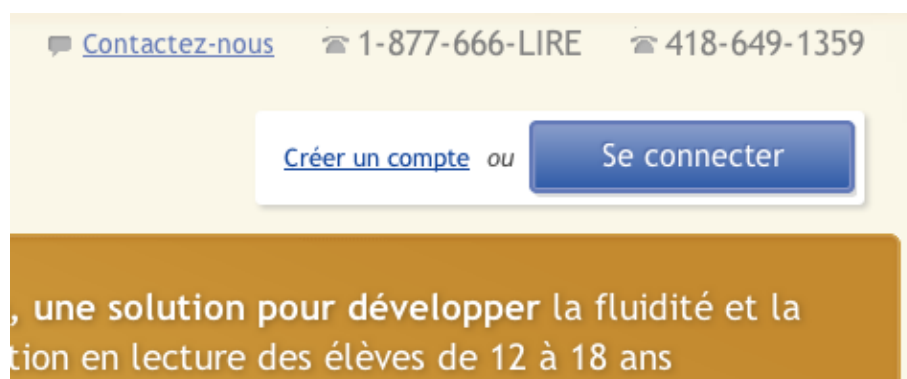 Contactez-nous 1-877-666-LIRE 418-649-1359
Créer un compte ou Se connecter
, une solution pour développer la fluidité et la
tion en lecture des élèves de 12 à 18 ans